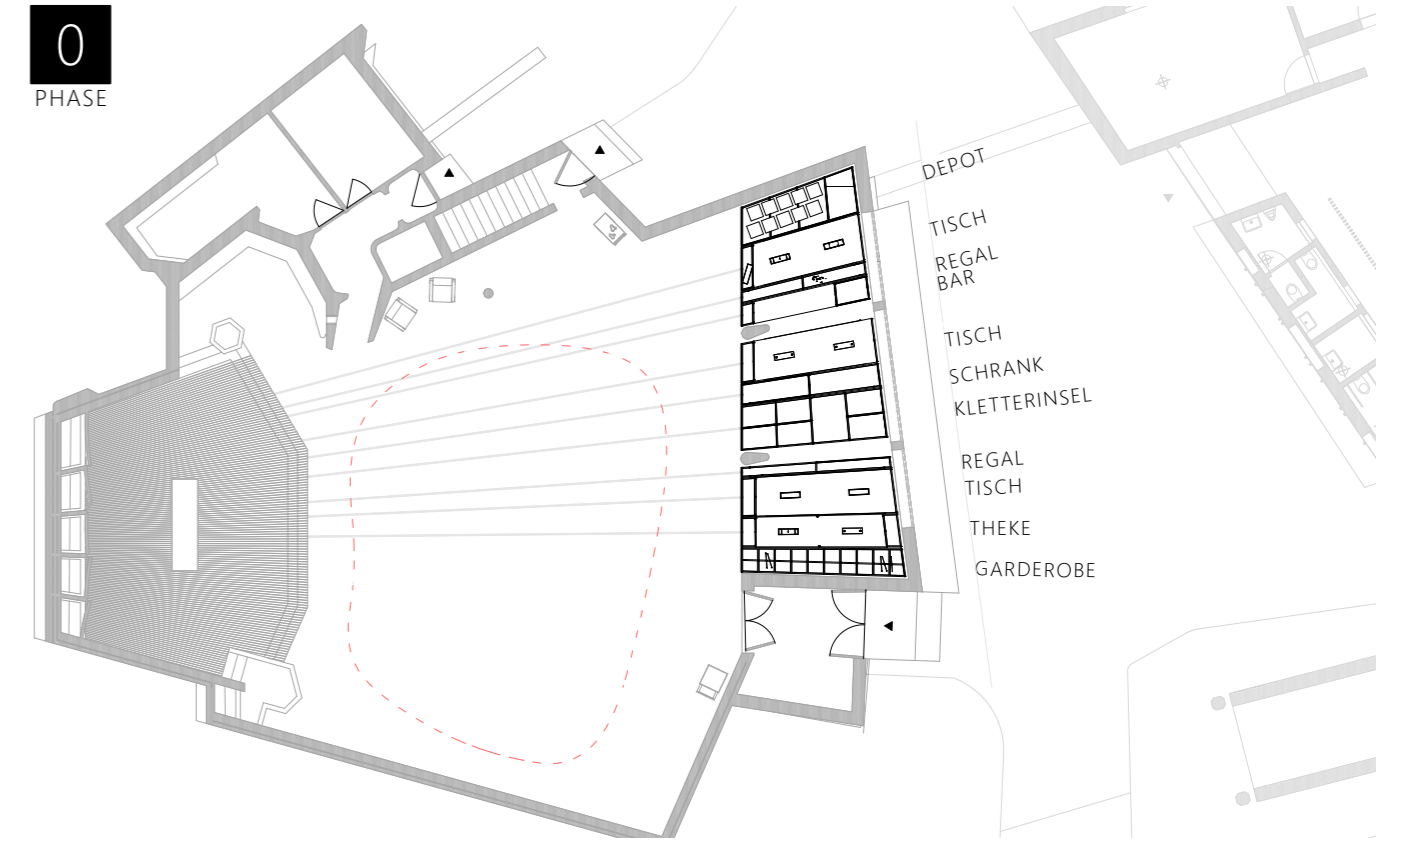 0
PHASE
DEPOT
TISCH
REGAL
BAR
TISCH
SCHRANK
KLETTERINSEL
REGAL
TISCH
THEKE
GARDEROBE